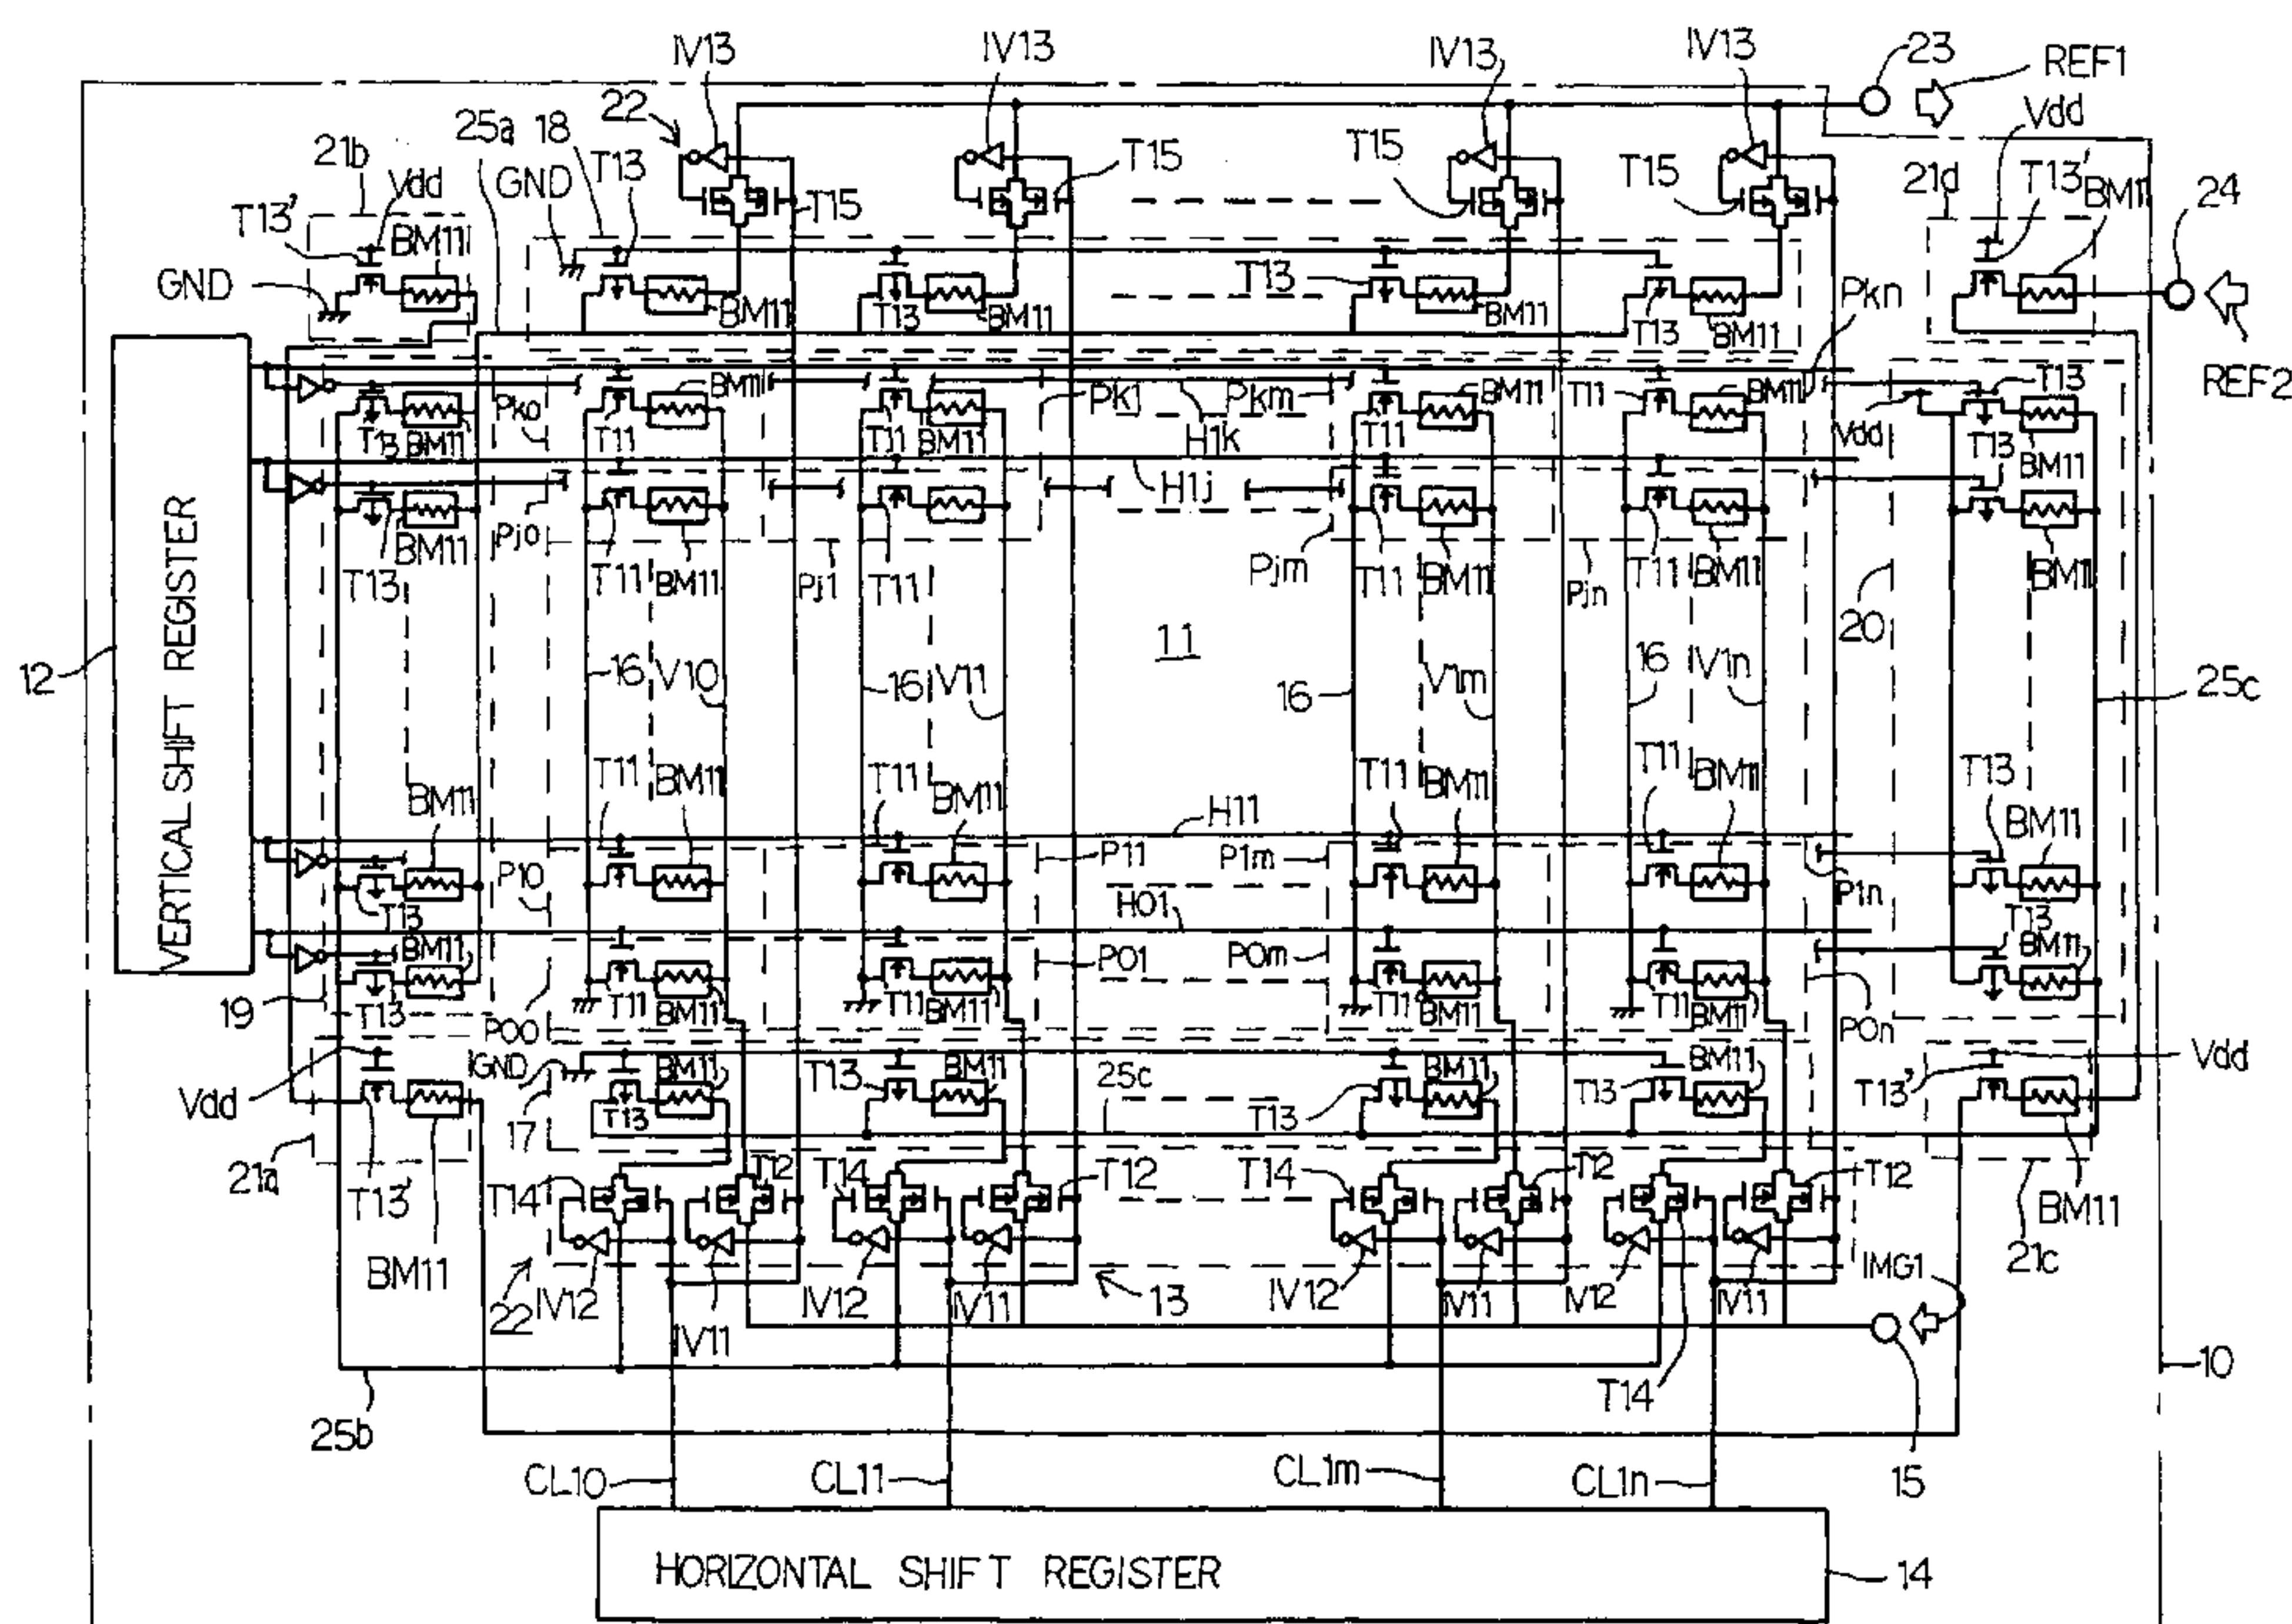 IV13 IV13 IV13 IV13 23 REF1
22 Vdd
25a 18
21b T13 T15 T15 T15 T15 21d T13' BM11 24
Vdd GND
T13' BM11
GND T13 T13 Pkn
BM11 T13 BM11 BM11 T13 BM11
REF2
BM11 Pk0 Pk1 Pkm BM11 T11 BM11 T13
T13 BM11 T11 T11 BM11 H1k T11 Vdd T13 BM11
H1j
Pj0 Pjm
T13 BM11 T11 BM11 Pj1 T11 T11 BM11 Pjn T11 BM11 BM11
20
11
12 VERTICAL SHIFT REGISTER
16 V10 16 V11 16 V1m 16 V1n 25c
BM11 T11 BM11 T11 BM11 T11 BM11 T11 BM11 T13
H11 BM11
P10 P11 P1m P1n
T13 H01 T13
BM11 P01 P0m BM11
19 T13 P00 T11 BM11 T11 BM11 T11 BM11 T11 BM11 P0n
GND BM11 BM11 BM11 BM11 Vdd
Vdd T13 25c T13 T13'
17 T13 T13
21a T13' T14 T12 T14 T12 T14 T12 T12 BM11
BM11 IMG1 21c
22 IV12 IV11 IV12 IV11 13 IV12 IV11 IV12 IV11
T14 10
25b
CL10 CL11 CL1m CL1n 15
HORIZONTAL SHIFT REGISTER 14